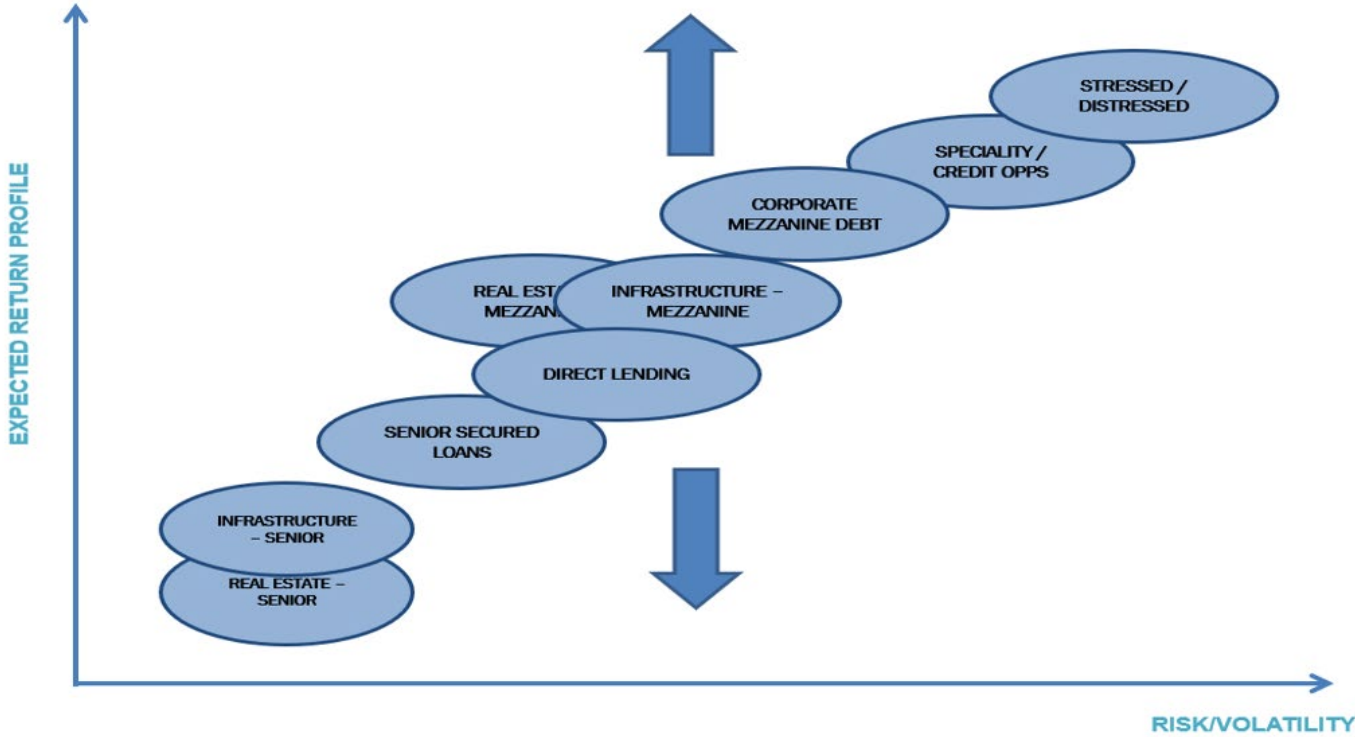 STRESSED /
DISTRESSED
SPECIALITY /
CREDIT OPPS
CORPORATE
MEZZANINE DEBT
REAL
INFRASTRUCTURE –
MEZZANINE
DIRECT LENDING
SENIOR SECURED
LOANS
INFRASTRUCTURE
– SENIOR
REAL ESTATE –
SENIOR
EXPECTED RETURN PROFILE
RISK/VOLATILITY